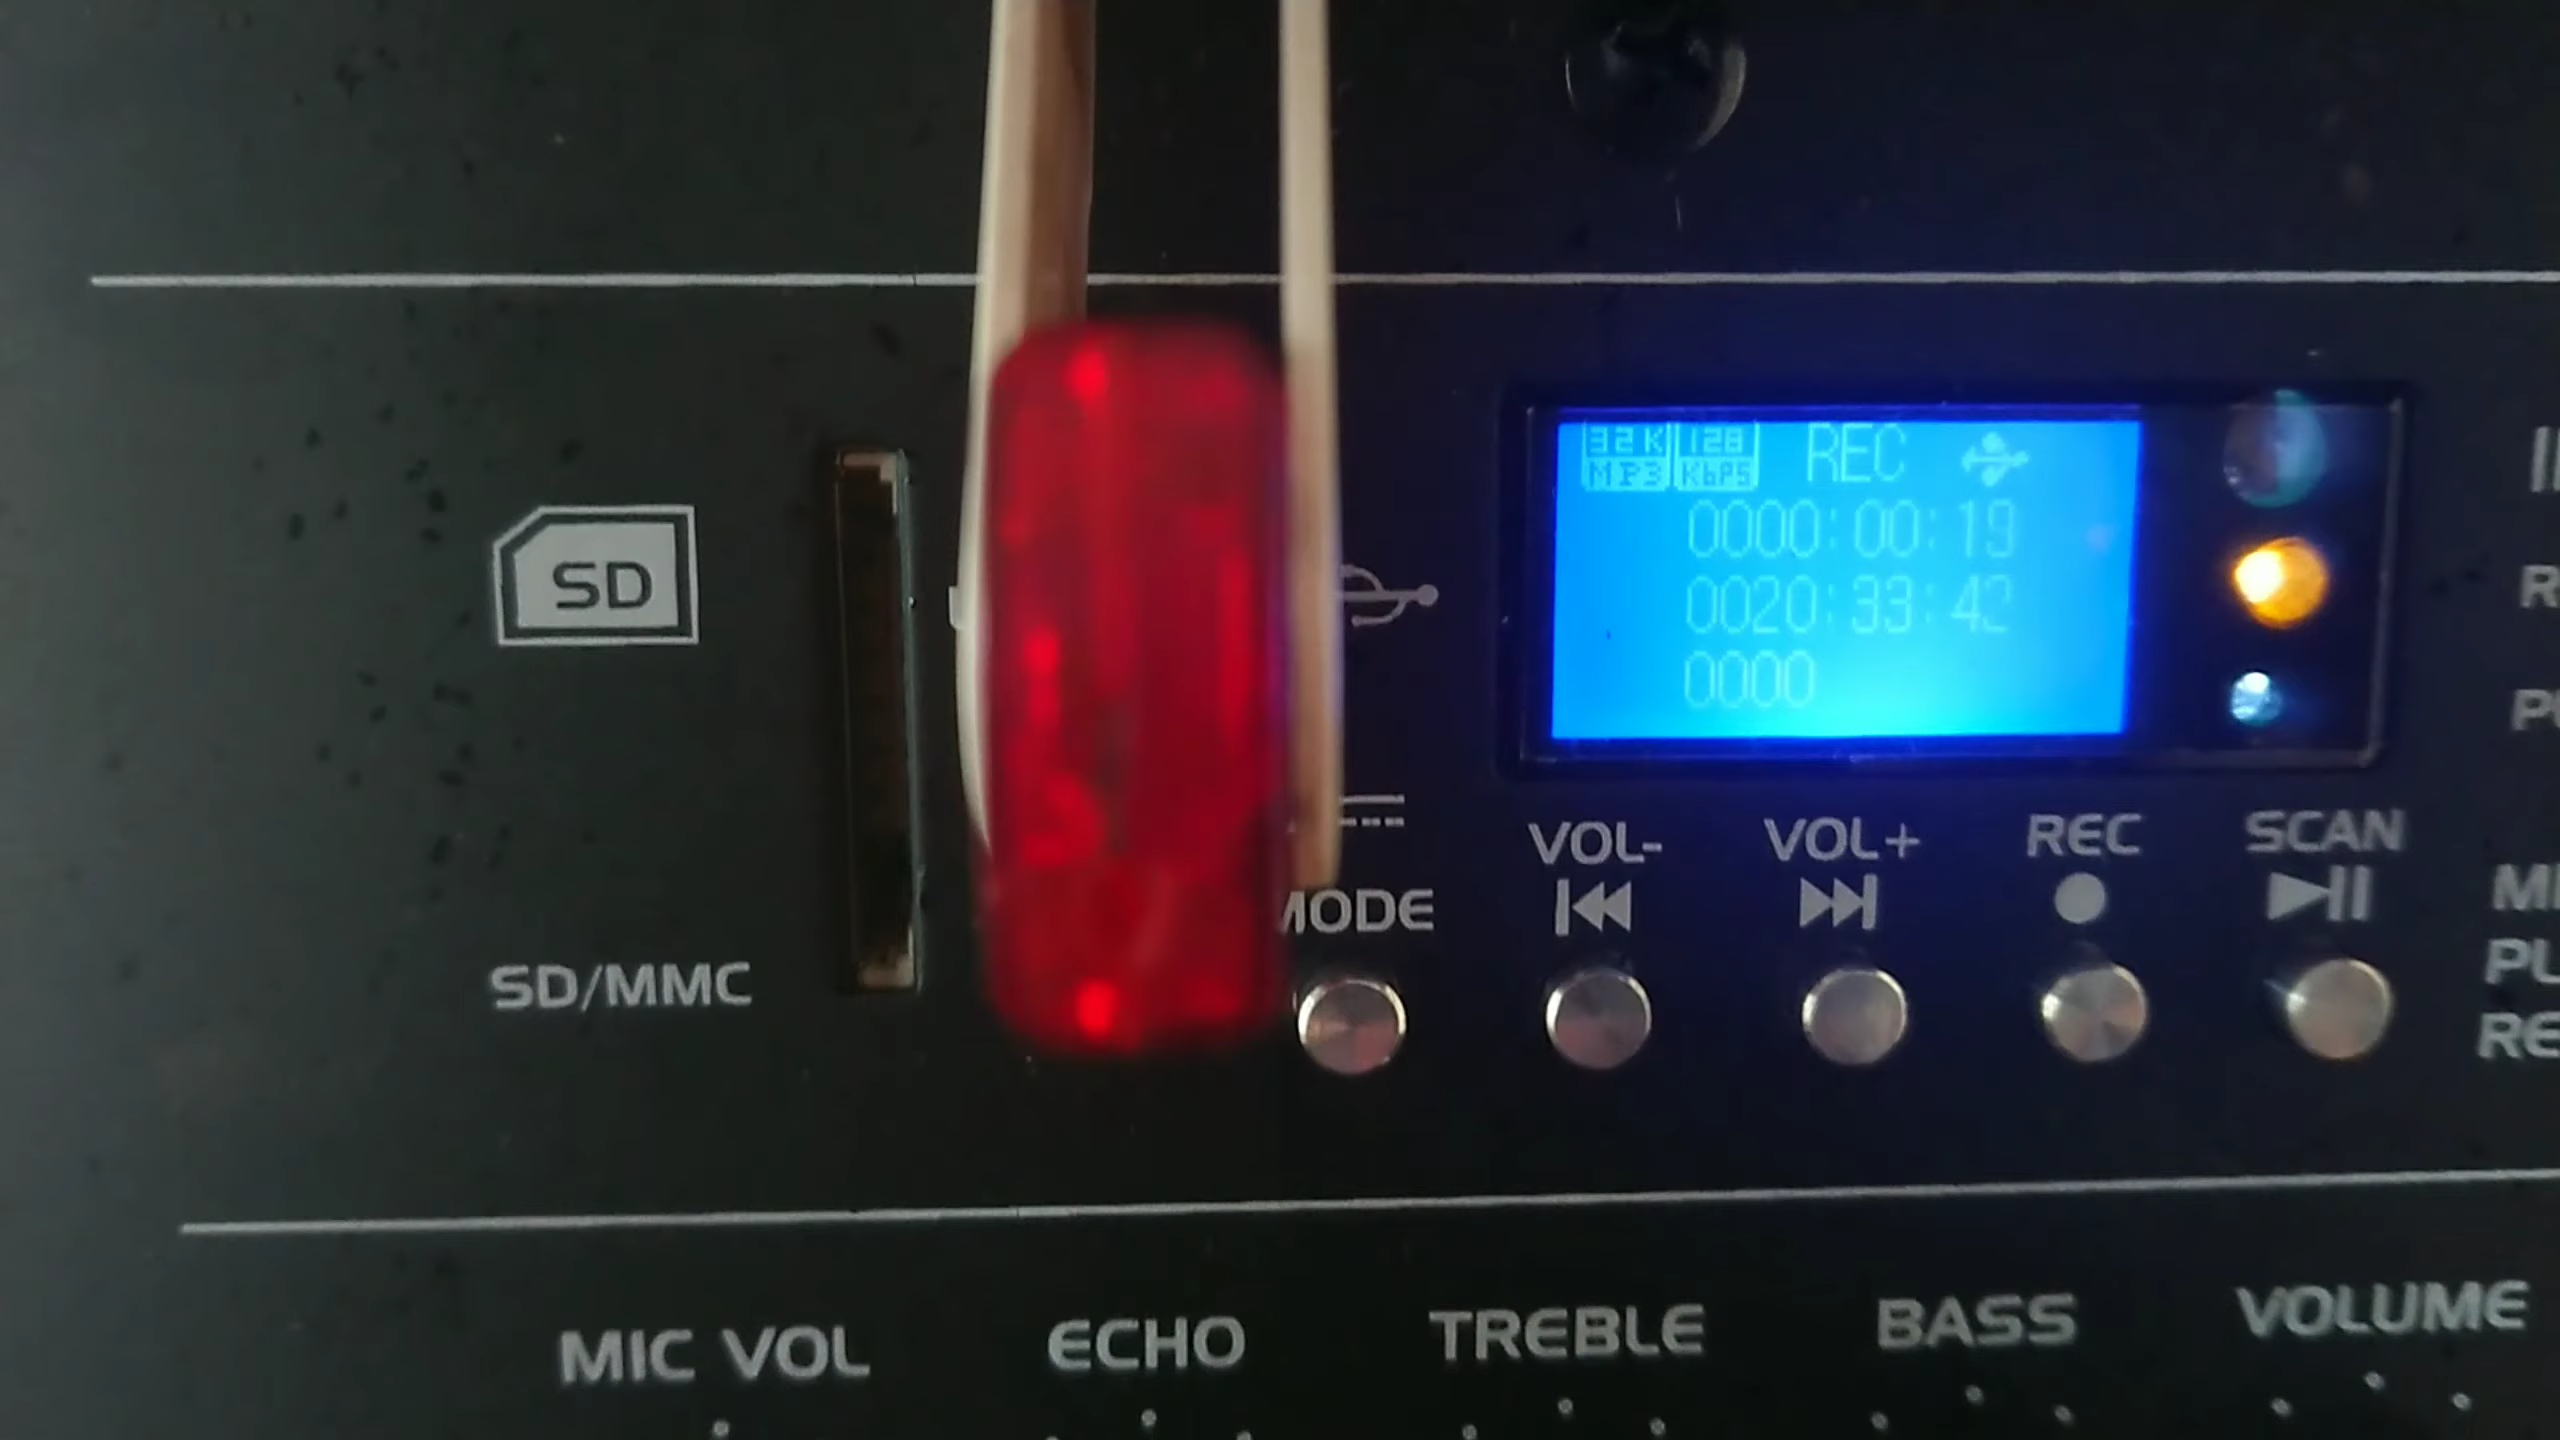 SD
SD/MMC
32K 128 REC
MP3 KbPS
0000:00:19
0020:33:42
0000
MODE VOL- VOL+ REC SCAN
MIC VOL ECHO TREBLE BASS VOLUME